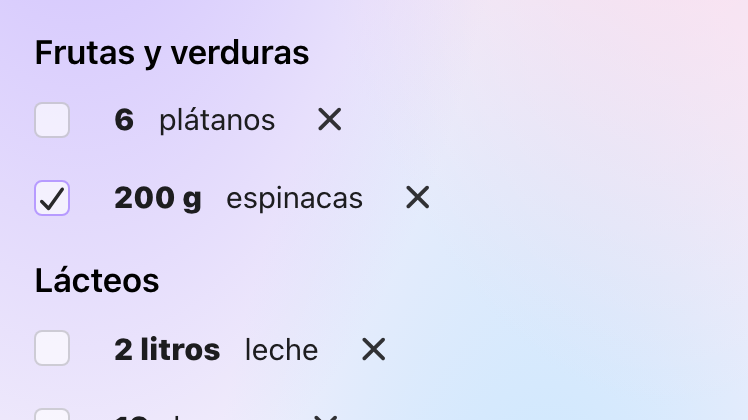 Frutas y verduras
6 plátanos
200 g espinacas
Lácteos
2 litros leche